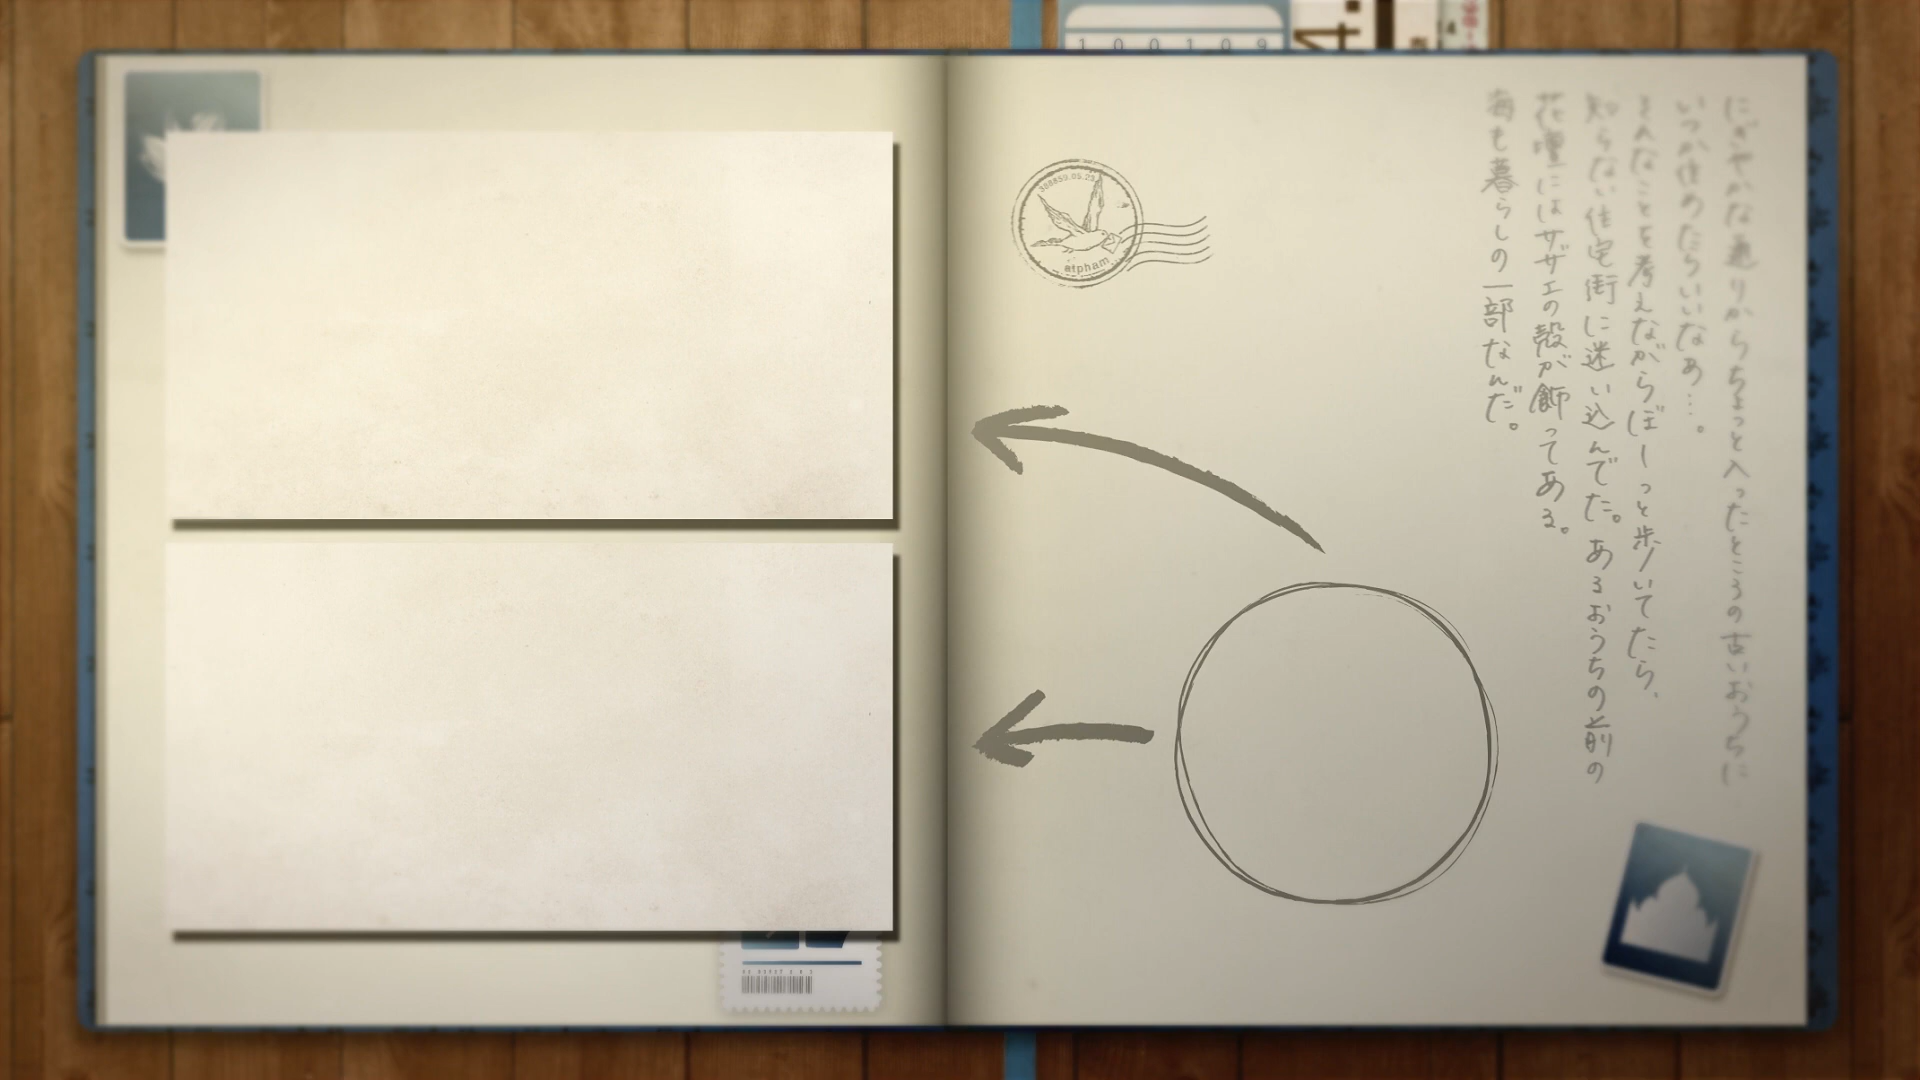 にぎやかな通りからちょっと入ったところの古いおうちに
いつか住めたらいいなあ…。
そんなことを考えながらぼーっと歩いてたら、
知らない住宅街に迷い込んでた。あるおうちの前の
花壇にはサザエの殻が飾ってある。
海も暮らしの一部なんだ。
atpham
100109